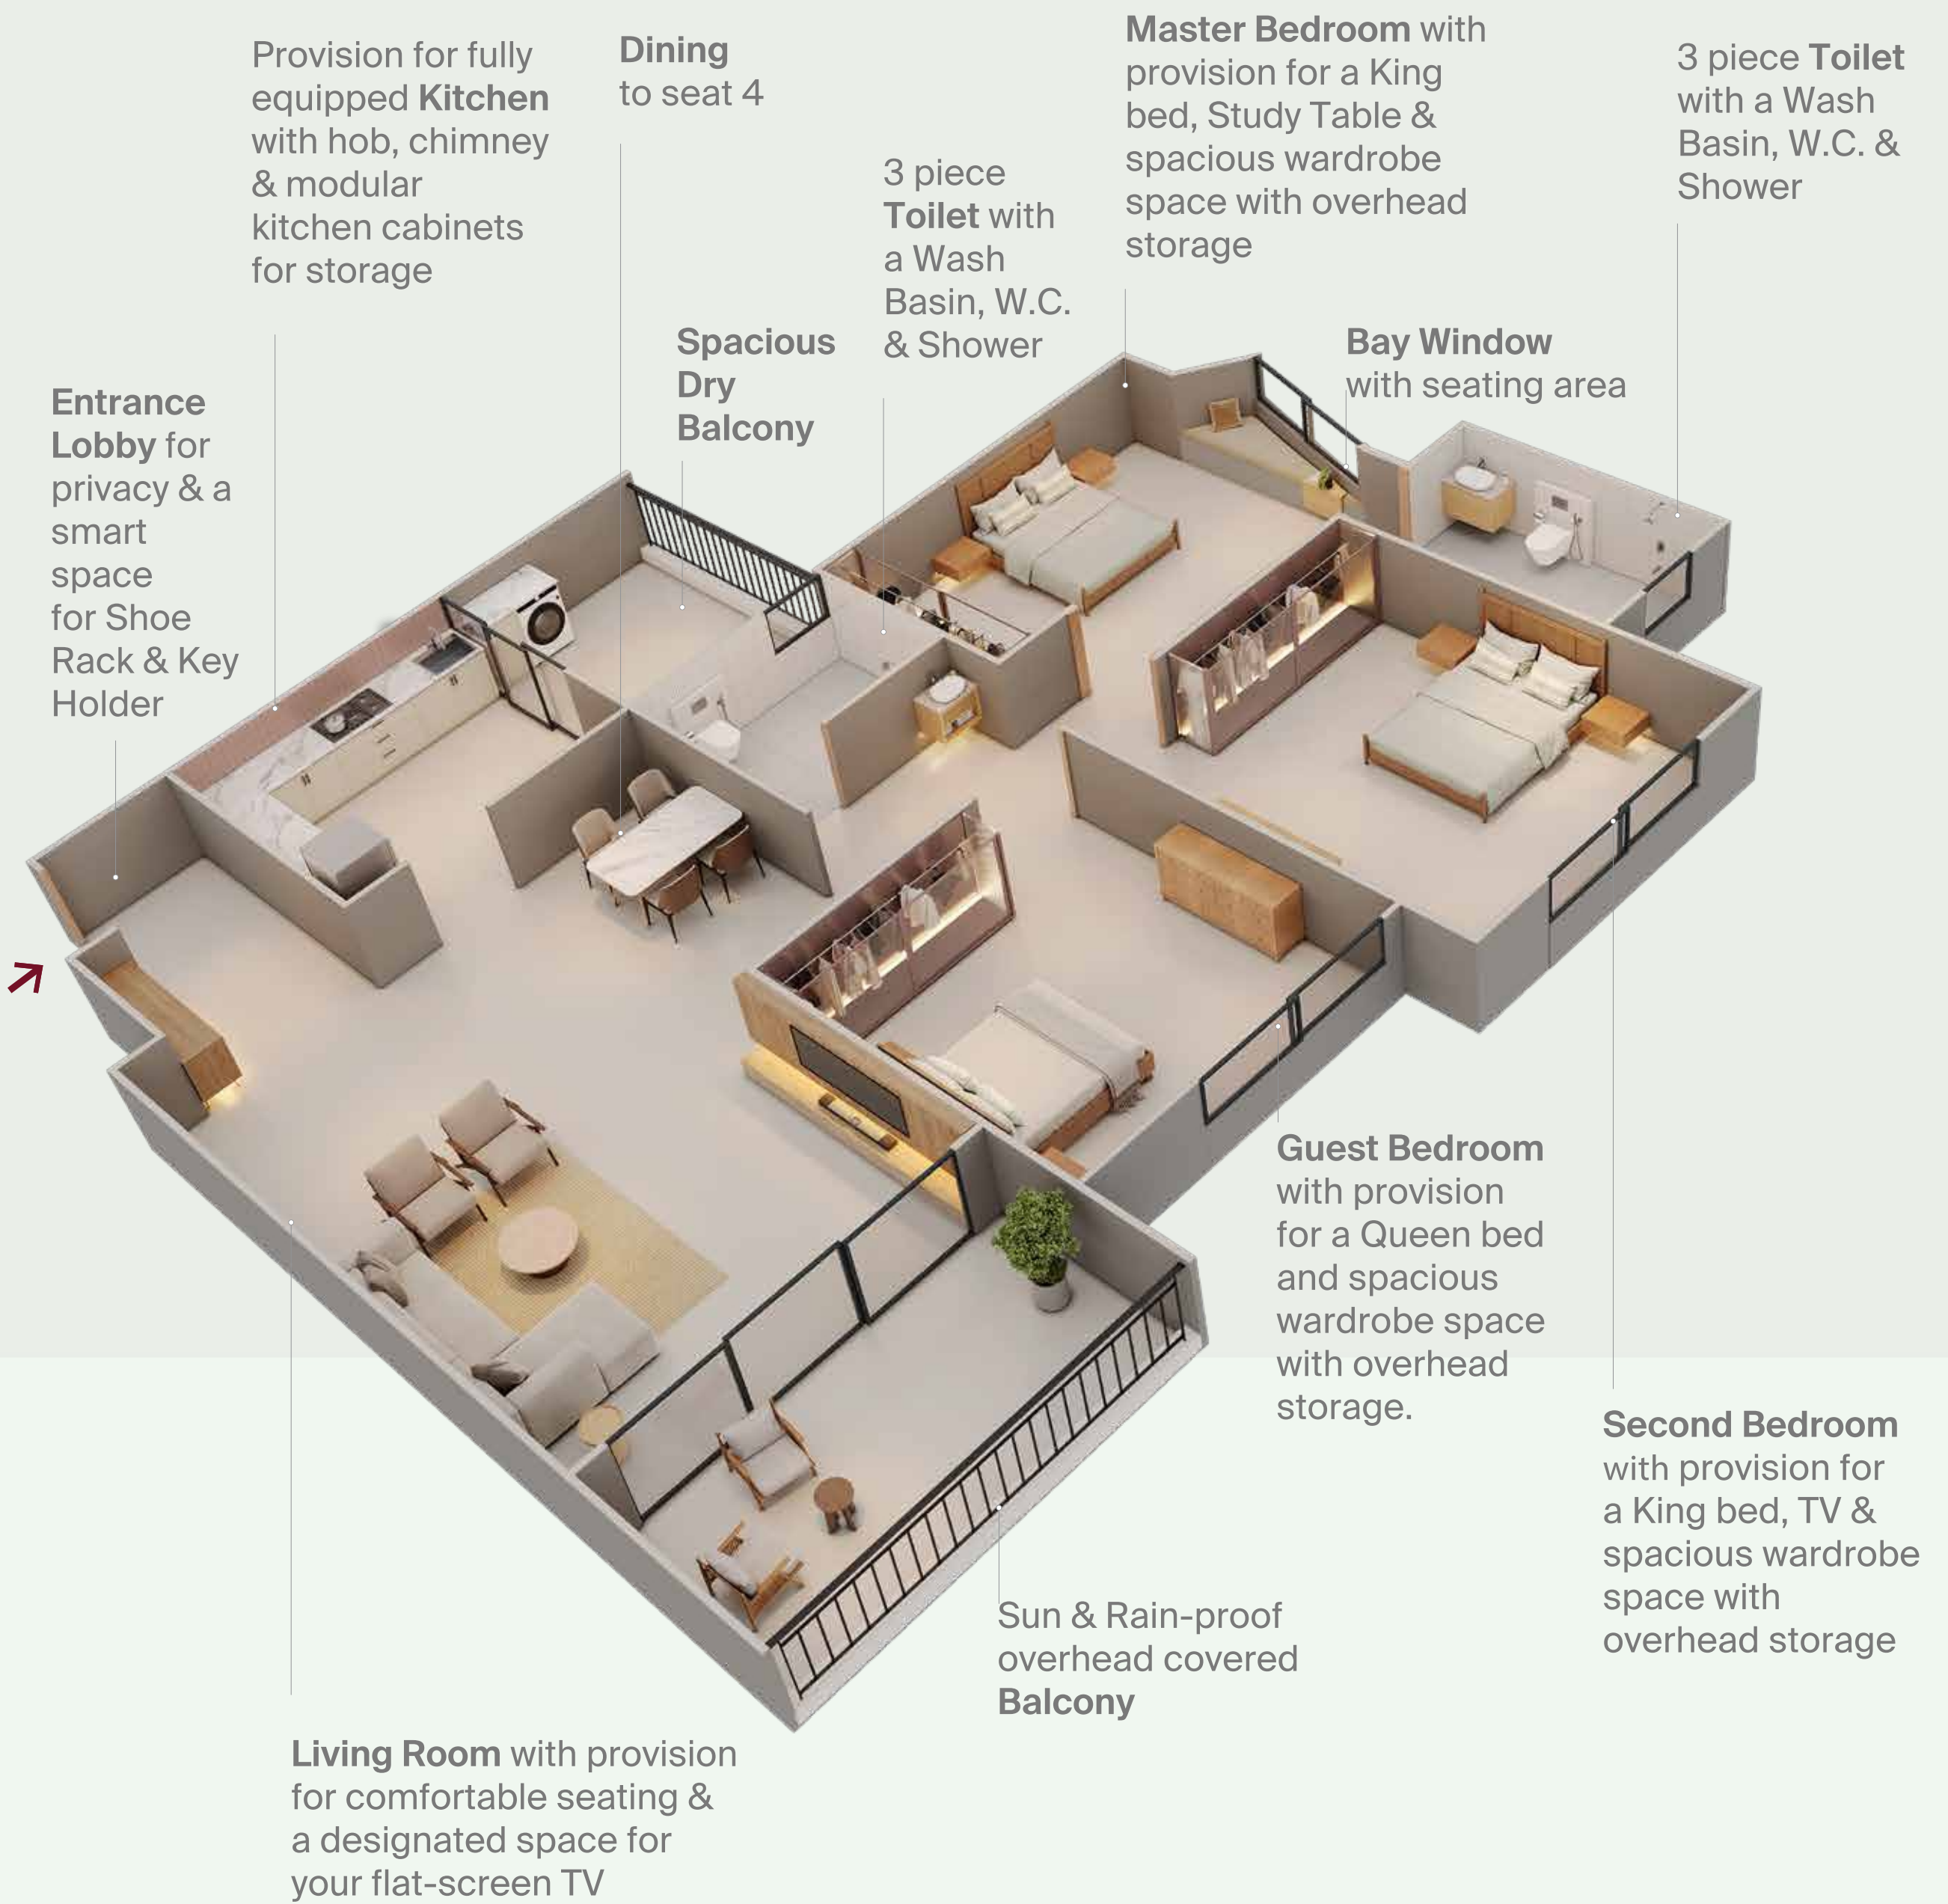 Provision for fully
equipped Kitchen
with hob, chimney
& modular
kitchen cabinets
for storage
Dining
to seat 4
Master Bedroom with
provision for a King
bed, Study Table &
spacious wardrobe
space with overhead
storage
3 piece Toilet
with a Wash
Basin, W.C. &
Shower
3 piece
Toilet with
a Wash
Basin, W.C.
& Shower
Spacious
Dry
Balcony
Bay Window
with seating area
Entrance
Lobby for
privacy & a
smart
space
for Shoe
Rack & Key
Holder
Guest Bedroom
with provision
for a Queen bed
and spacious
wardrobe space
with overhead
storage.
Second Bedroom
with provision for
a King bed, TV &
spacious wardrobe
space with
overhead storage
Sun & Rain-proof
overhead covered
Balcony
Living Room with provision
for comfortable seating &
a designated space for
your flat-screen TV